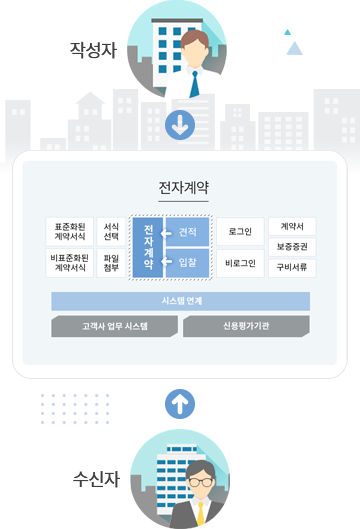 작성자
전자계약
표준화된
계약서식
서식
선택
비표준화된
계약서식
파일
첨부
전자계약
견적
입찰
로그인
비로그인
계약서
보증증권
구비서류
시스템 연계
고객사 업무 시스템
신용평가기관
수신자